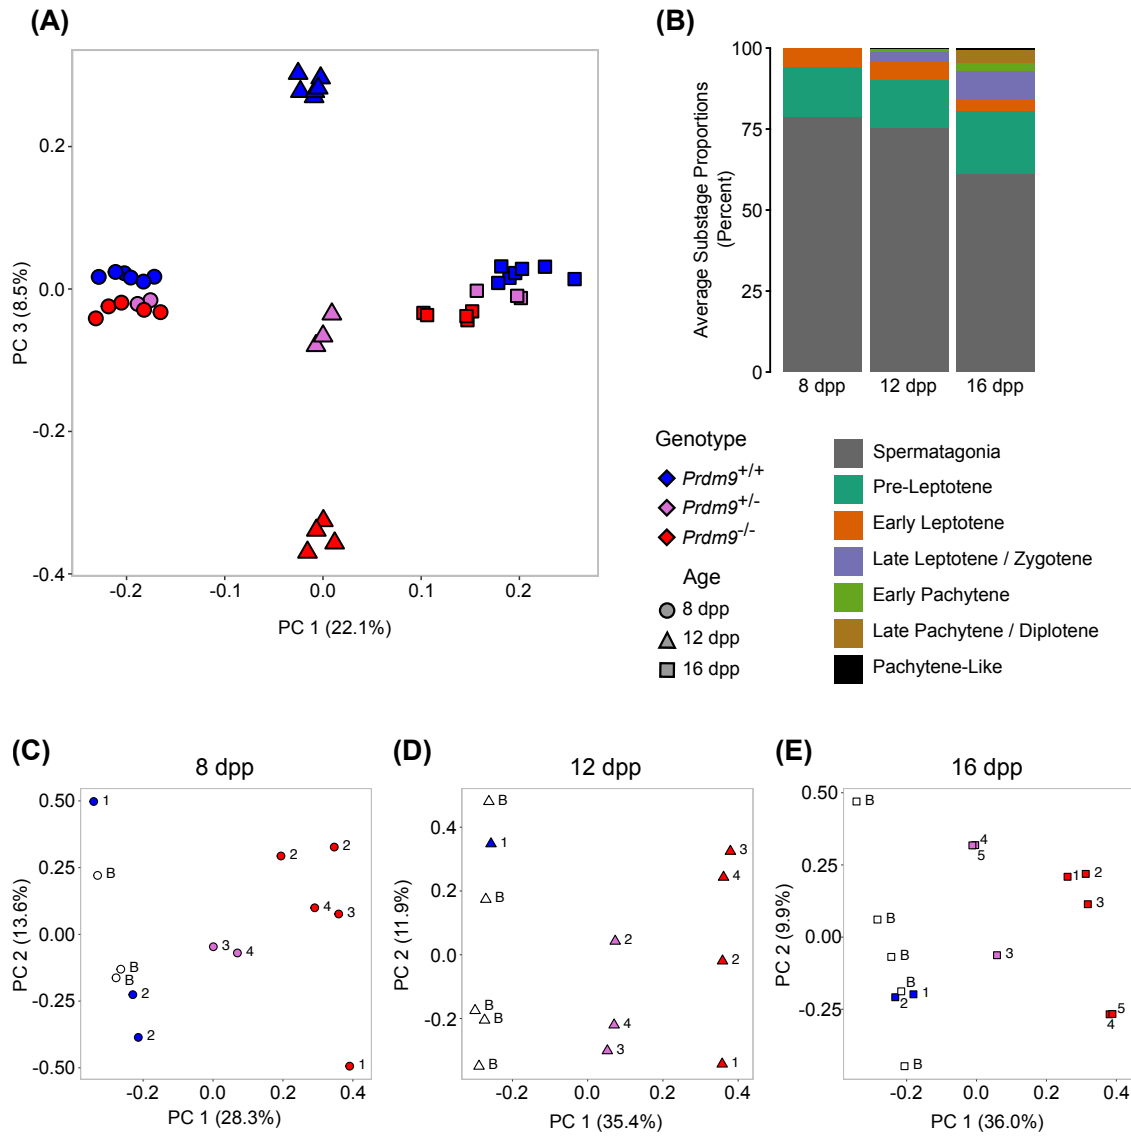 (A)
0.2
0.0
-0.2
-0.4
PC 3 (8.5%)
-0.2
-0.1
0.0
0.1
0.2
PC 1 (22.1%)
(B)
100
75
50
25
0
Average Substage Proportions
(Percent)
8 dpp
12 dpp
16 dpp
Genotype
Prdm9+/+
Prdm9+/-
Prdm9-/-
Age
8 dpp
12 dpp
16 dpp
Spermatagonia
Pre-Leptotene
Early Leptotene
Late Leptotene / Zygotene
Early Pachytene
Late Pachytene / Diplotene
Pachytene-Like
(C)
8 dpp
0.50
0.25
0.00
-0.25
-0.50
PC 2 (13.6%)
1
B
2
2
4
3
3
4
B
B
2
2
1
-0.2
0.0
0.2
0.4
PC 1 (28.3%)
(D)
12 dpp
0.4
0.2
0.0
-0.2
PC 2 (11.9%)
B
1
3
4
B
2
2
B
B
4
3
B
1
-0.2
0.0
0.2
0.4
PC 1 (35.4%)
(E)
16 dpp
0.50
0.25
0.00
-0.25
PC 2 (9.9%)
B
4
5
1
2
3
B
B
3
B
1
2
5
4
B
-0.2
0.0
0.2
0.4
PC 1 (36.0%)